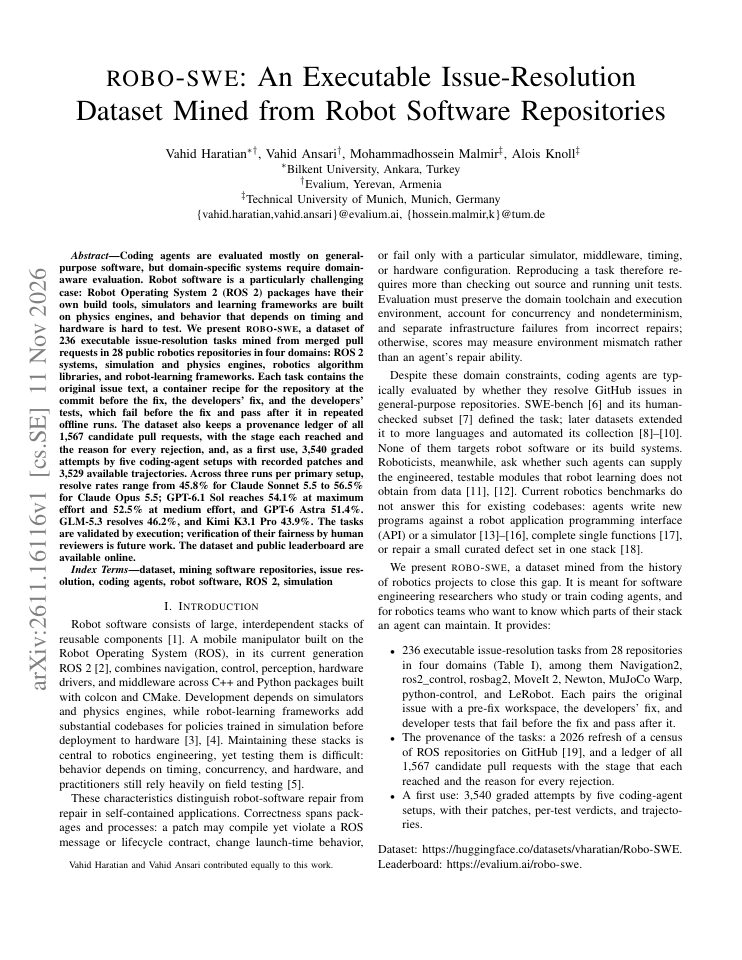 ROBO-SWE: An Executable Issue-Resolution
Dataset Mined from Robot Software Repositories
Vahid Haratian*†, Vahid Ansari†, Mohammadhossein Malmir‡, Alois Knoll‡
*Bilkent University, Ankara, Turkey
†Evalium, Yerevan, Armenia
‡Technical University of Munich, Munich, Germany
{vahid.haratian,vahid.ansari}@evalium.ai, {hossein.malmir,k}@tum.de
arXiv:2611.16116v1 [cs.SE] 11 Nov 2026
Abstract—Coding agents are evaluated mostly on general-
purpose software, but domain-specific systems require domain-
aware evaluation. Robot software is a particularly challenging
case: Robot Operating System 2 (ROS 2) packages have their
own build tools, simulators and learning frameworks are built
on physics engines, and behavior that depends on timing and
hardware is hard to test. We present ROBO-SWE, a dataset of
236 executable issue-resolution tasks mined from merged pull
requests in 28 public robotics repositories in four domains: ROS 2
systems, simulation and physics engines, robotics algorithm
libraries, and robot-learning frameworks. Each task contains the
original issue text, a container recipe for the repository at the
commit before the fix, the developers' fix, and the developers'
tests, which fail before the fix and pass after it in repeated
offline runs. The dataset also keeps a provenance ledger of all
1,567 candidate pull requests, with the stage each reached and
the reason for every rejection, and, as a first use, 3,540 graded
attempts by five coding-agent setups with recorded patches and
3,529 available trajectories. Across three runs per primary setup,
resolve rates range from 45.8% for Claude Sonnet 5.5 to 56.5%
for Claude Opus 5.5; GPT-6.1 Sol reaches 54.1% at maximum
effort and 52.5% at medium effort, and GPT-6 Astra 51.4%.
GLM-5.3 resolves 46.2%, and Kimi K3.1 Pro 43.9%. The tasks
are validated by execution; verification of their fairness by human
reviewers is future work. The dataset and public leaderboard are
available online.
Index Terms—dataset, mining software repositories, issue res-
olution, coding agents, robot software, ROS 2, simulation
I. INTRODUCTION
Robot software consists of large, interdependent stacks of
reusable components [1]. A mobile manipulator built on the
Robot Operating System (ROS), in its current generation
ROS 2 [2], combines navigation, control, perception, hardware
drivers, and middleware across C++ and Python packages built
with colcon and CMake. Development depends on simulators
and physics engines, while robot-learning frameworks add
substantial codebases for policies trained in simulation before
deployment to hardware [3], [4]. Maintaining these stacks is
central to robotics engineering, yet testing them is difficult:
behavior depends on timing, concurrency, and hardware, and
practitioners still rely heavily on field testing [5].
These characteristics distinguish robot-software repair from
repair in self-contained applications. Correctness spans pack-
ages and processes: a patch may compile yet violate a ROS
message or lifecycle contract, change launch-time behavior,
Vahid Haratian and Vahid Ansari contributed equally to this work.
or fail only with a particular simulator, middleware, timing,
or hardware configuration. Reproducing a task therefore re-
quires more than checking out source and running unit tests.
Evaluation must preserve the domain toolchain and execution
environment, account for concurrency and nondeterminism,
and separate infrastructure failures from incorrect repairs;
otherwise, scores may measure environment mismatch rather
than an agent's repair ability.
Despite these domain constraints, coding agents are typ-
ically evaluated by whether they resolve GitHub issues in
general-purpose repositories. SWE-bench [6] and its human-
checked subset [7] defined the task; later datasets extended
it to more languages and automated its collection [8]–[10].
None of them targets robot software or its build systems.
Roboticists, meanwhile, ask whether such agents can supply
the engineered, testable modules that robot learning does not
obtain from data [11], [12]. Current robotics benchmarks do
not answer this for existing codebases: agents write new
programs against a robot application programming interface
(API) or a simulator [13]–[16], complete single functions [17],
or repair a small curated defect set in one stack [18].
We present ROBO-SWE, a dataset mined from the history
of robotics projects to close this gap. It is meant for software
engineering researchers who study or train coding agents, and
for robotics teams who want to know which parts of their stack
an agent can maintain. It provides:
• 236 executable issue-resolution tasks from 28 repositories
in four domains (Table I), among them Navigation2,
ros2_control, rosbag2, MoveIt 2, Newton, MuJoCo Warp,
python-control, and LeRobot. Each pairs the original
issue with a pre-fix workspace, the developers' fix, and
developer tests that fail before the fix and pass after it.
• The provenance of the tasks: a 2026 refresh of a census
of ROS repositories on GitHub [19], and a ledger of all
1,567 candidate pull requests with the stage that each
reached and the reason for every rejection.
• A first use: 3,540 graded attempts by five coding-agent
setups, with their patches, per-test verdicts, and trajecto-
ries.
Dataset: https://huggingface.co/datasets/vharatian/Robo-SWE.
Leaderboard: https://evalium.ai/robo-swe.